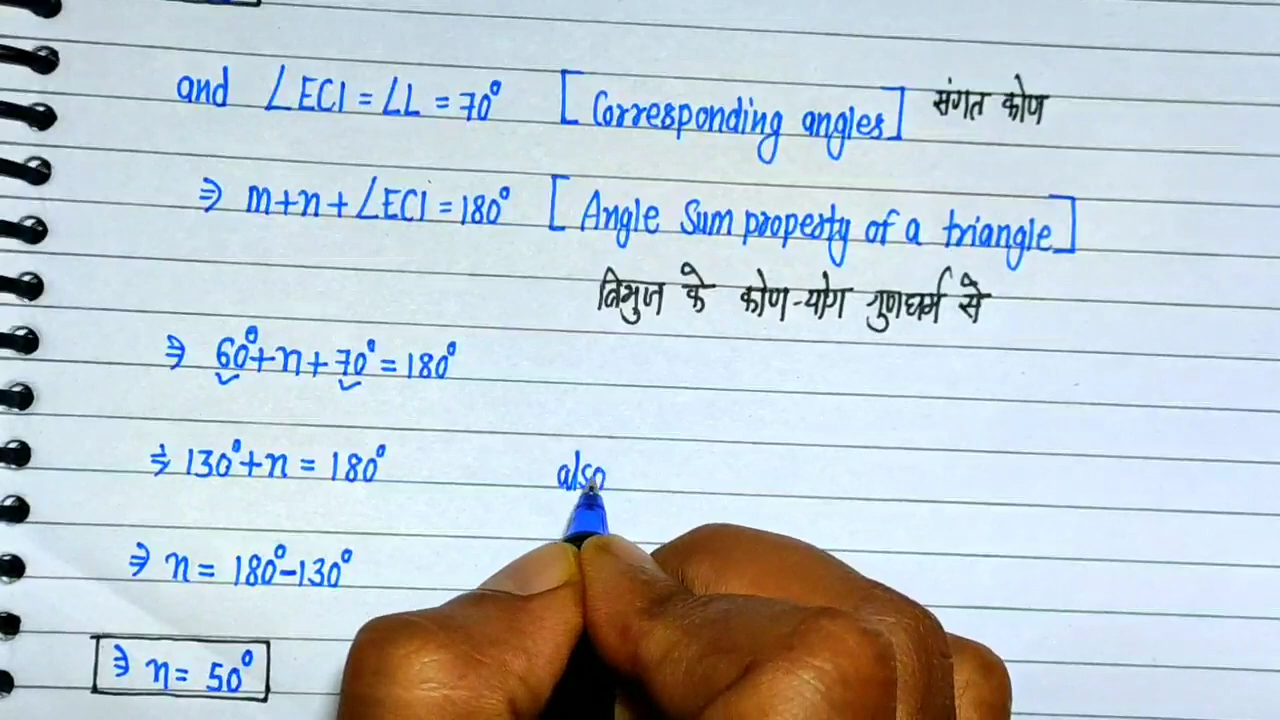 and ∠ECI = ∠L = 70° [Corresponding angles] संगत कोण
⇒ m+n+∠ECI = 180° [Angle Sum property of a triangle]
त्रिभुज के कोण-योग गुणधर्म से
⇒ 60°+n+70° = 180°
⇒ 130°+n = 180° also
⇒ n = 180°-130°
⇒ n = 50°